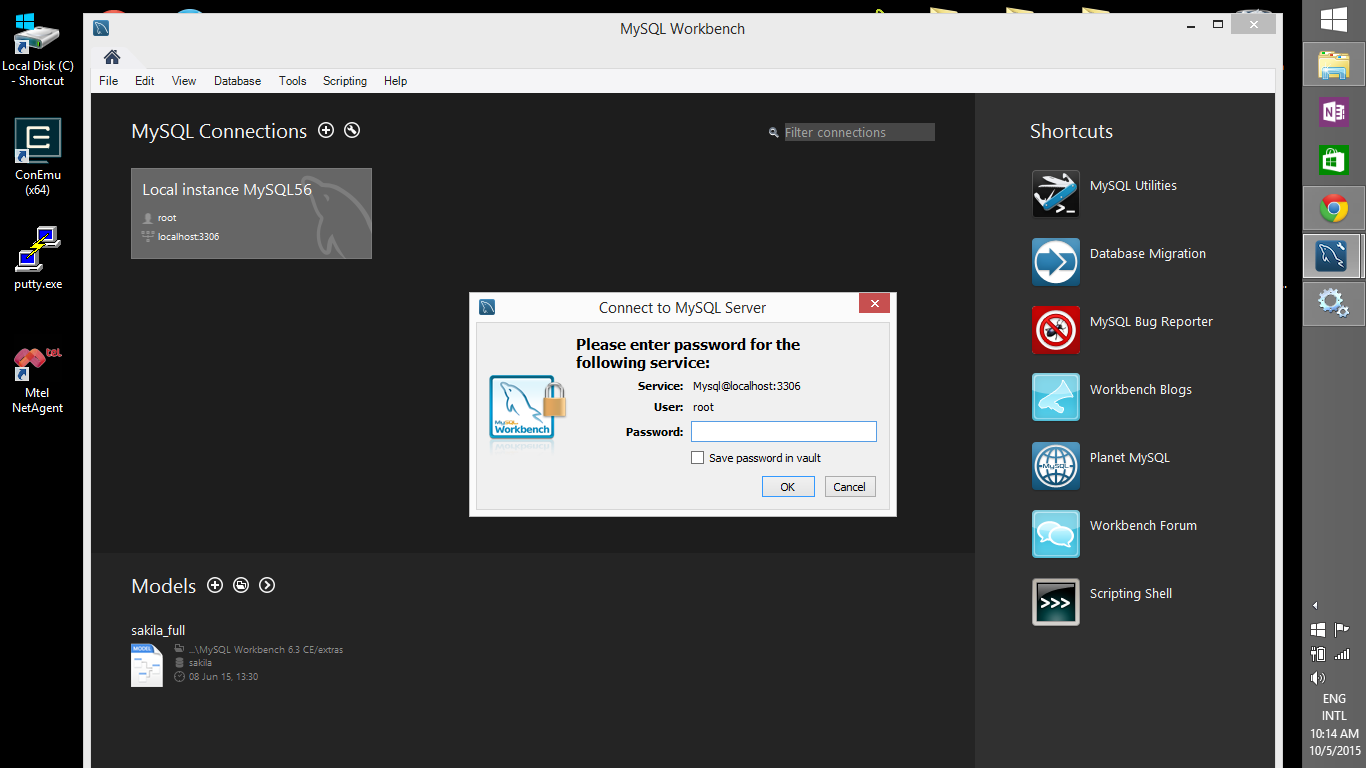 Local Disk (C)
- Shortcut
ConEmu
(x64)
putty.exe
tel
Mtel
NetAgent
MySQL Workbench
File Edit View Database Tools Scripting Help
MySQL Connections
Filter connections
Local instance MySQL56
root
localhost:3306
Connect to MySQL Server
Please enter password for the
following service:
Service: Mysql@localhost:3306
User: root
Password:
Save password in vault
OK Cancel
MySQL
Workbench
Models
sakila_full
MODEL
...\MySQL Workbench 6.3 CE/extras
sakila
08 Jun 15, 13:30
Shortcuts
MySQL Utilities
Database Migration
MySQL Bug Reporter
Workbench Blogs
MySQL
Planet MySQL
Workbench Forum
>>>
Scripting Shell
N
ENG
INTL
10:14 AM
10/5/2015